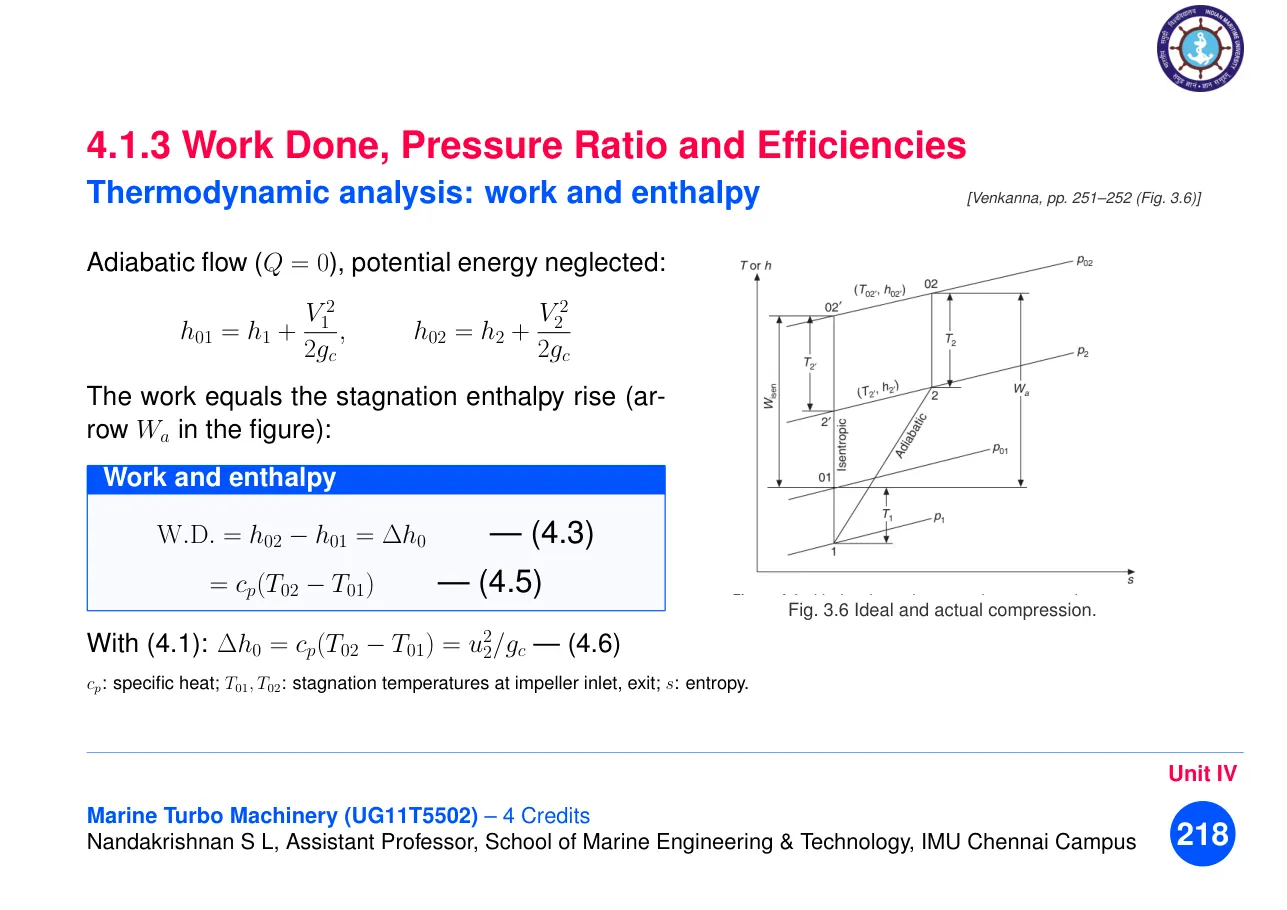 4.1.3 Work Done, Pressure Ratio and Efficiencies
Thermodynamic analysis: work and enthalpy
[Venkanna, pp. 251–252 (Fig. 3.6)]
Adiabatic flow (Q = 0), potential energy neglected:
h01 = h1 + V1²/2gc, h02 = h2 + V2²/2gc
The work equals the stagnation enthalpy rise (ar-
row Wa in the figure):
Work and enthalpy
W.D. = h02 − h01 = Δh0 — (4.3)
= cp(T02 − T01) — (4.5)
With (4.1): Δh0 = cp(T02 − T01) = u2²/gc — (4.6)
cp: specific heat; T01, T02: stagnation temperatures at impeller inlet, exit; s: entropy.
T or h
p02
02
(T02′, h02′)
02′
T2
p2
T2′
(T2′, h2′)
Wa
Wisen
2
2′
Isentropic
Adiabatic
p01
01
T1
p1
1
s
Fig. 3.6 Ideal and actual compression.
Unit IV
Marine Turbo Machinery (UG11T5502) – 4 Credits
Nandakrishnan S L, Assistant Professor, School of Marine Engineering & Technology, IMU Chennai Campus
218
INDIAN MARITIME UNIVERSITY